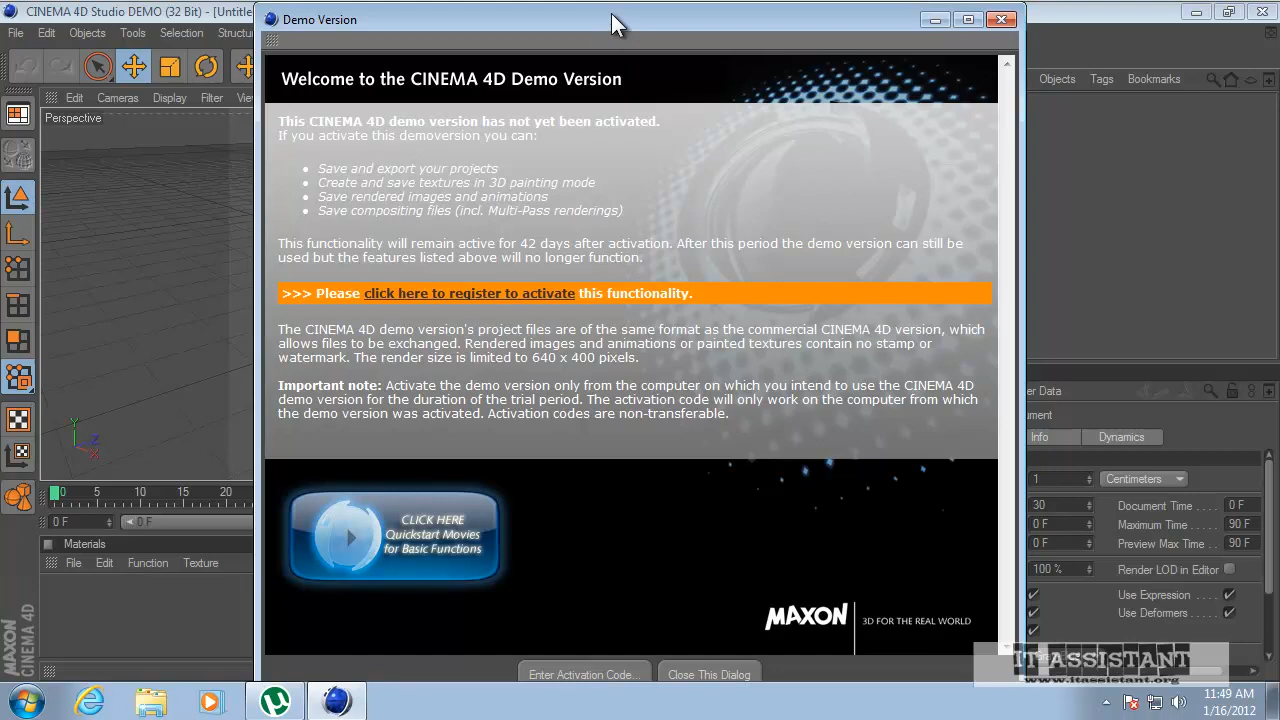 CINEMA 4D Studio DEMO (32 Bit) - [Untitle
Demo Version
File Edit Objects Tools Selection Structu
Edit Cameras Display Filter Vie
Objects Tags Bookmarks
Perspective
Welcome to the CINEMA 4D Demo Version
This CINEMA 4D demo version has not yet been activated.
If you activate this demoversion you can:
Save and export your projects
Create and save textures in 3D painting mode
Save rendered images and animations
Save compositing files (incl. Multi-Pass renderings)
This functionality will remain active for 42 days after activation. After this period the demo version can still be
used but the features listed above will no longer function.
>>> Please click here to register to activate this functionality.
The CINEMA 4D demo version's project files are of the same format as the commercial CINEMA 4D version, which
allows files to be exchanged. Rendered images and animations or painted textures contain no stamp or
watermark. The render size is limited to 640 x 400 pixels.
Important note: Activate the demo version only from the computer on which you intend to use the CINEMA 4D
demo version for the duration of the trial period. The activation code will only work on the computer from which
the demo version was activated. Activation codes are non-transferable.
CLICK HERE
Quickstart Movies
for Basic Functions
MAXON 3D FOR THE REAL WORLD
Enter Activation Code... Close This Dialog
Y
Z
X
0 5 10 15 20
0 F 0 F
Materials
File Edit Function Texture
MAXON
CINEMA 4D
er Data
ument
Info Dynamics
1 Centimeters
30 Document Time . . . . 0 F
0 F Maximum Time . . . . 90 F
0 F Preview Max Time . . 90 F
100 % Render LOD in Editor
Use Expression . . . .
Use Deformers . . . .
IT ASSISTANT
www.itassistant.org
11:49 AM
1/16/2012